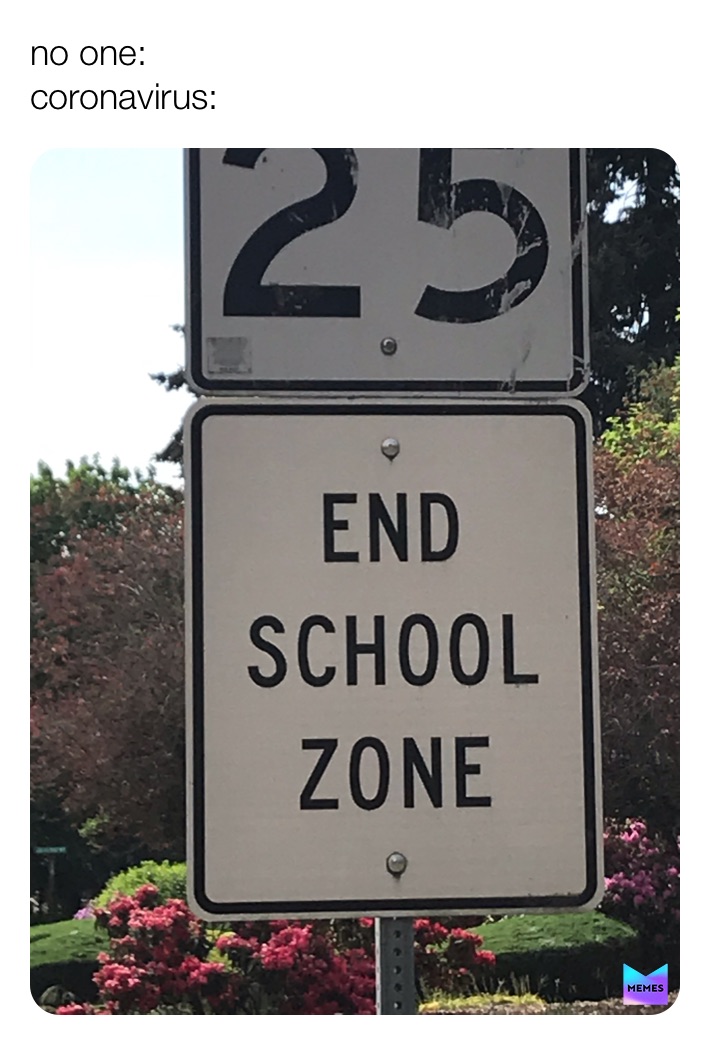 no one:
coronavirus:
25
END
SCHOOL
ZONE
MEMES